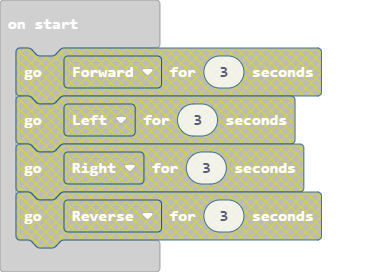 on start
go Forward for 3 seconds
go Left for 3 seconds
go Right for 3 seconds
go Reverse for 3 seconds